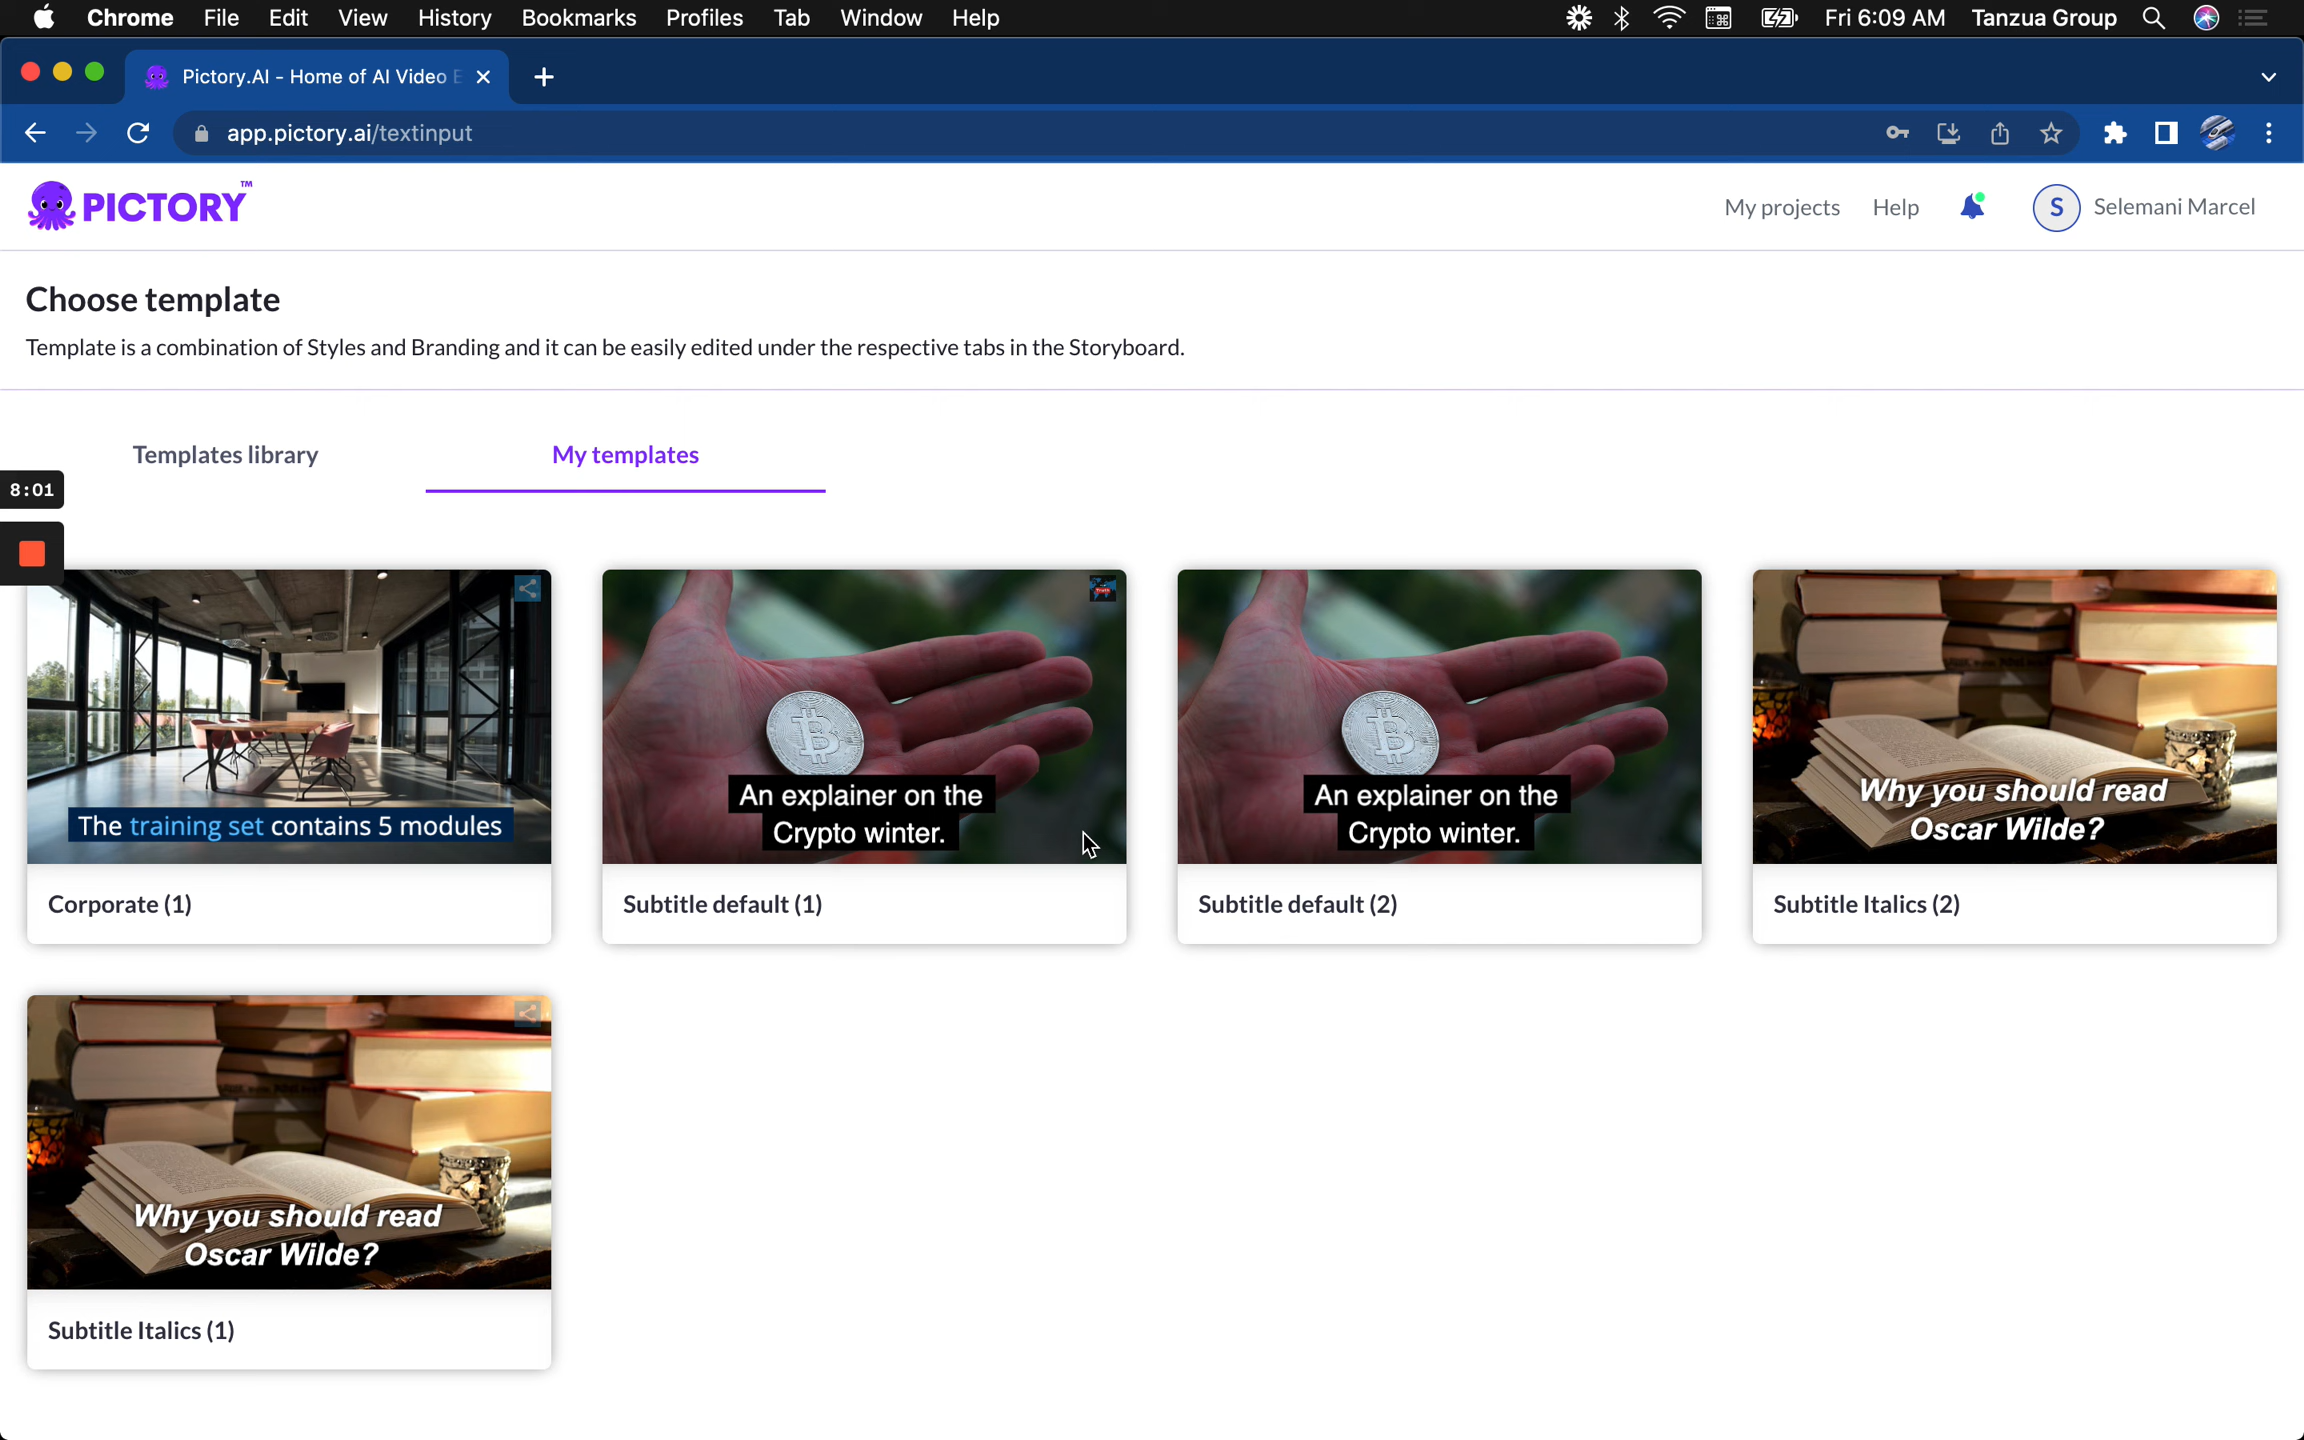 Chrome File Edit View History Bookmarks Profiles Tab Window Help Fri 6:09 AM Tanzua Group
Pictory.AI - Home of AI Video E
app.pictory.ai/textinput
PICTORY™ My projects Help S Selemani Marcel
Choose template
Template is a combination of Styles and Branding and it can be easily edited under the respective tabs in the Storyboard.
Templates library My templates
8:01
The training set contains 5 modules
Corporate (1)
Truth
An explainer on the
Crypto winter.
Subtitle default (1)
An explainer on the
Crypto winter.
Subtitle default (2)
Why you should read
Oscar Wilde?
Subtitle Italics (2)
Why you should read
Oscar Wilde?
Subtitle Italics (1)